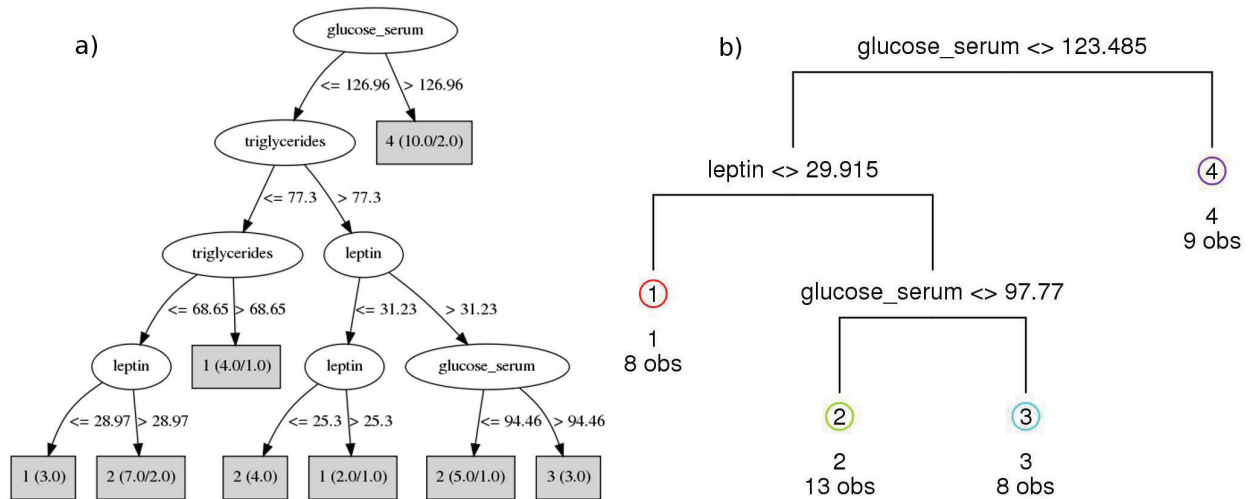 a)
glucose_serum
<= 126.96
> 126.96
triglycerides
4 (10.0/2.0)
<= 77.3
> 77.3
triglycerides
leptin
<= 68.65
> 68.65
<= 31.23
> 31.23
leptin
1 (4.0/1.0)
leptin
glucose_serum
<= 28.97
> 28.97
<= 25.3
> 25.3
<= 94.46
> 94.46
1 (3.0)
2 (7.0/2.0)
2 (4.0)
1 (2.0/1.0)
2 (5.0/1.0)
3 (3.0)
b)
glucose_serum <> 123.485
leptin <> 29.915
4
4
9 obs
1
1
8 obs
glucose_serum <> 97.77
2
2
13 obs
3
3
8 obs